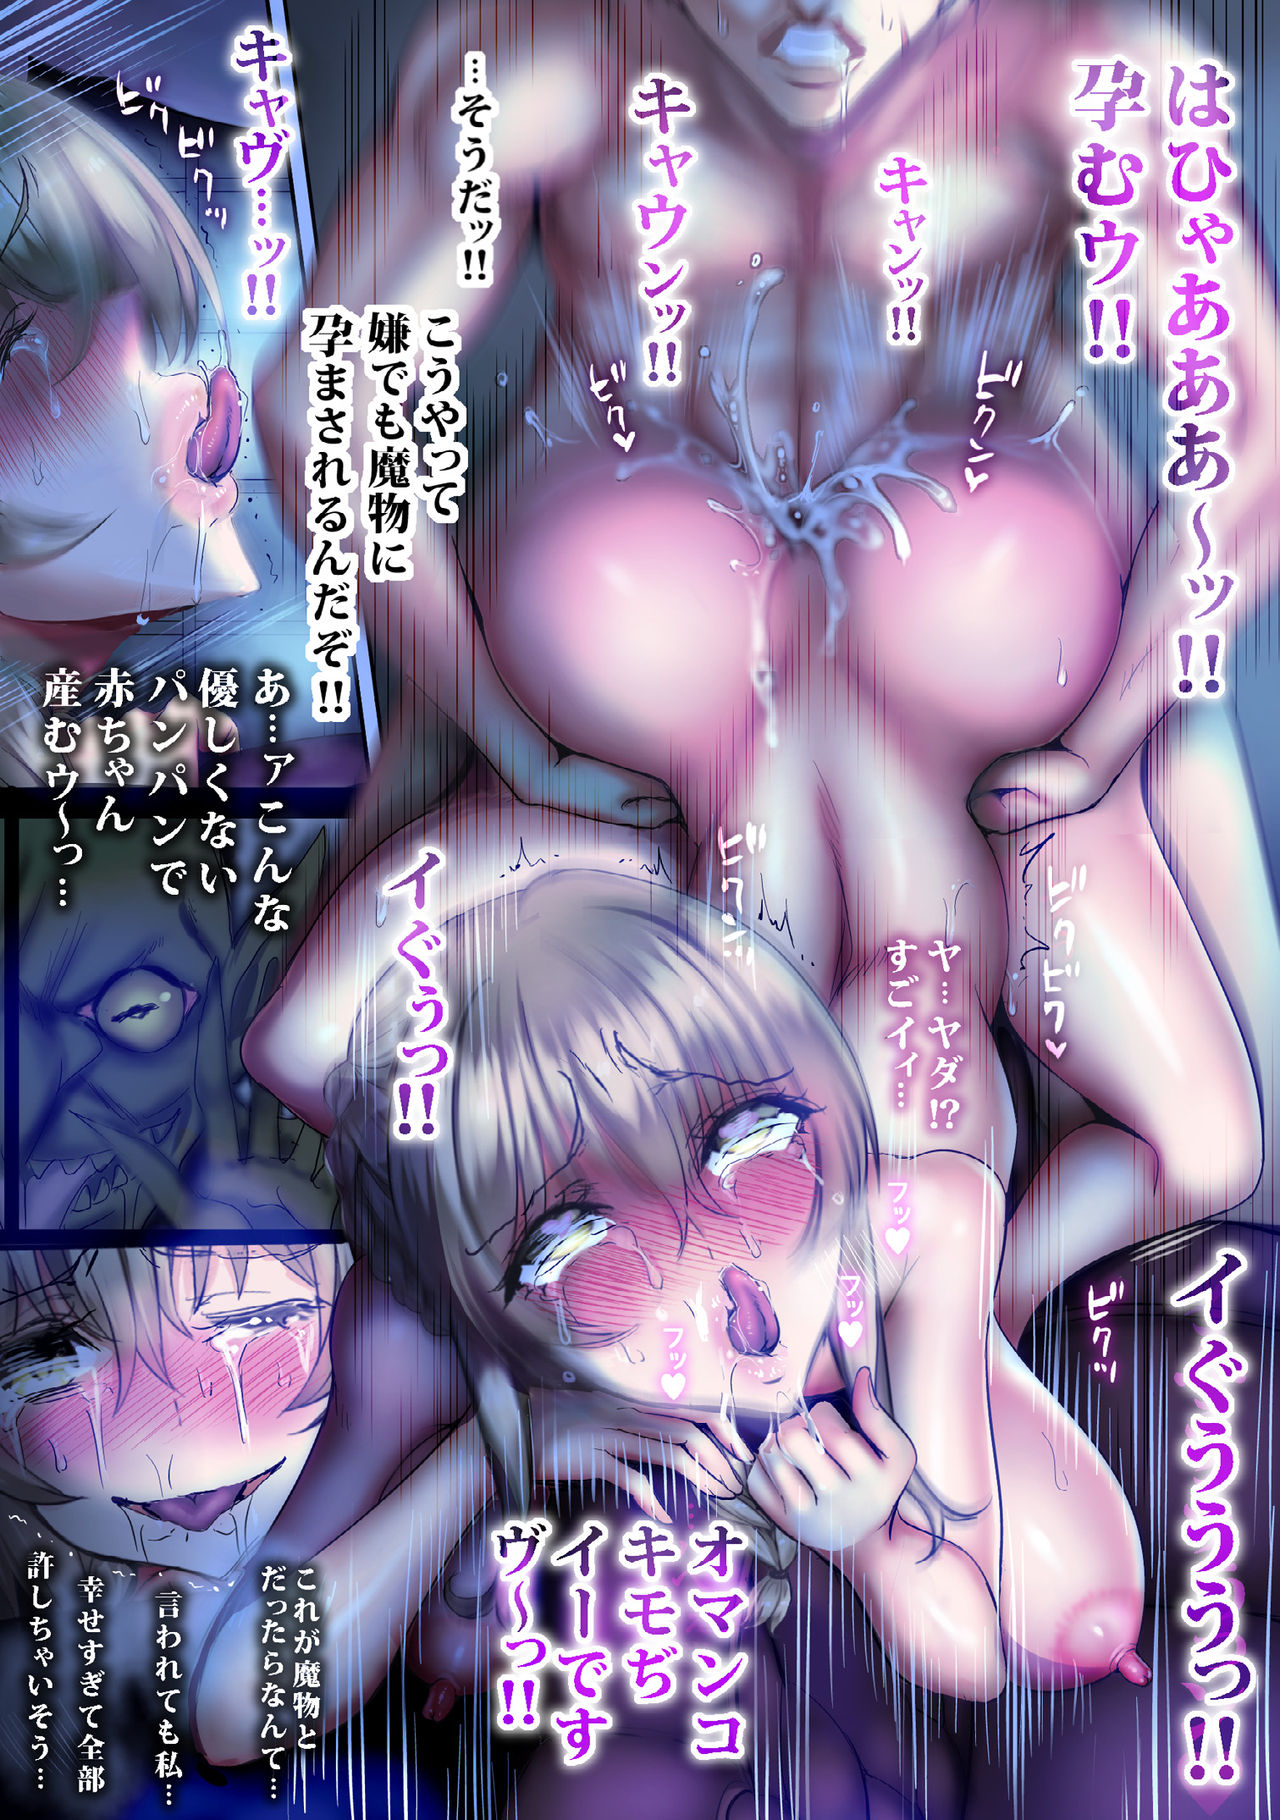 はひゃあああ～ッ!!
孕むウ!!
キャンッ!!
キャウンッ!!
…そうだッ!!
こうやって
嫌でも魔物に
孕まされるんだぞ!!
キャヴ…ッ!!
ビク
ビクッ
ビクン♥
ビク♥
あ…ァこんな
優しくない
パンパンで
赤ちゃん
産むウ～っ…
イぐぅっ!!
ビクンッ
ビク
ビク♥
ヤ…ヤダ!?
すごイィ…
フッ♥
フッ♥
フッ♥
イぐぅぅぅぅっ!!
ビクッ
オマンコ
キモぢ
イーです
ヴ～っ!!
これが魔物と
だったらなんて…
言われても私…
幸せすぎて全部
許しちゃいそう…